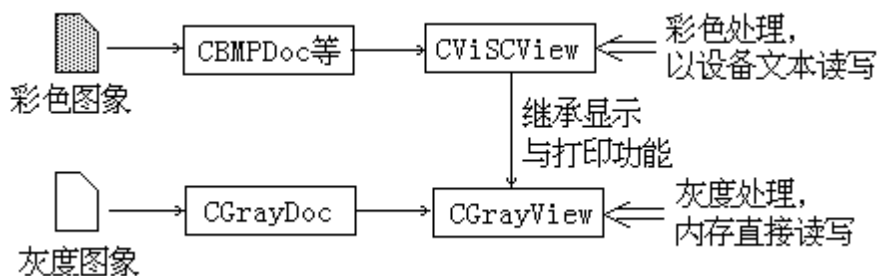 彩色图象
CBMPDoc等
CViSCView
彩色处理，
以设备文本读写
继承显示
与打印功能
灰度图象
CGrayDoc
CGrayView
灰度处理，
内存直接读写